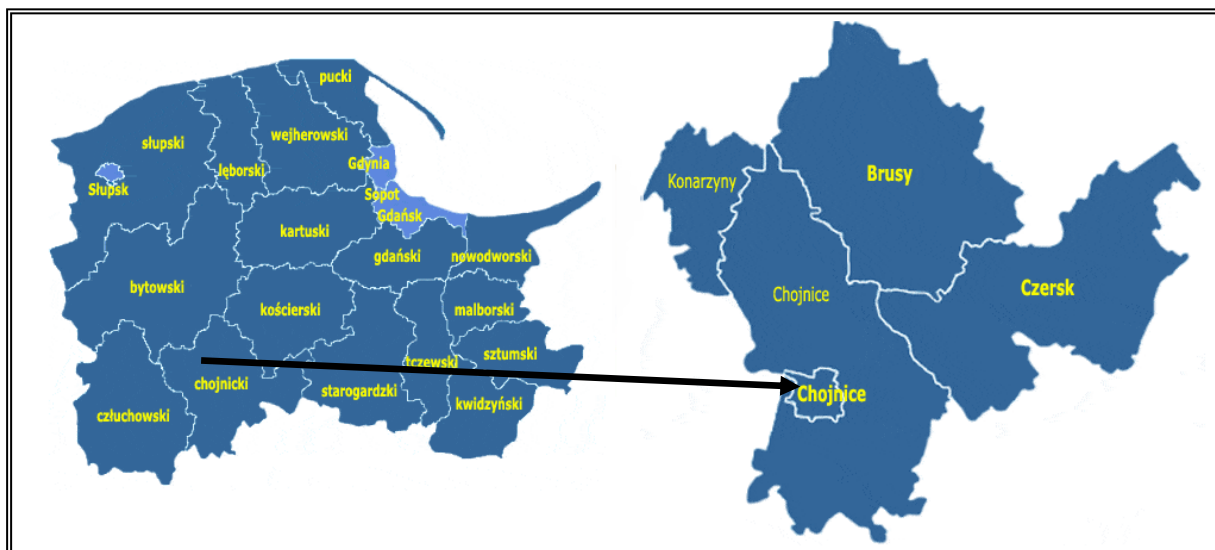 pucki
wejherowski
słupski
Gdynia
lęborski
Słupsk
Sopot
Gdańsk
kartuski
gdański
nowodworski
bytowski
kościerski
malborski
tczewski
sztumski
chojnicki
starogardzki
kwidzyński
człuchowski
Brusy
Konarzyny
Czersk
Chojnice
Chojnice